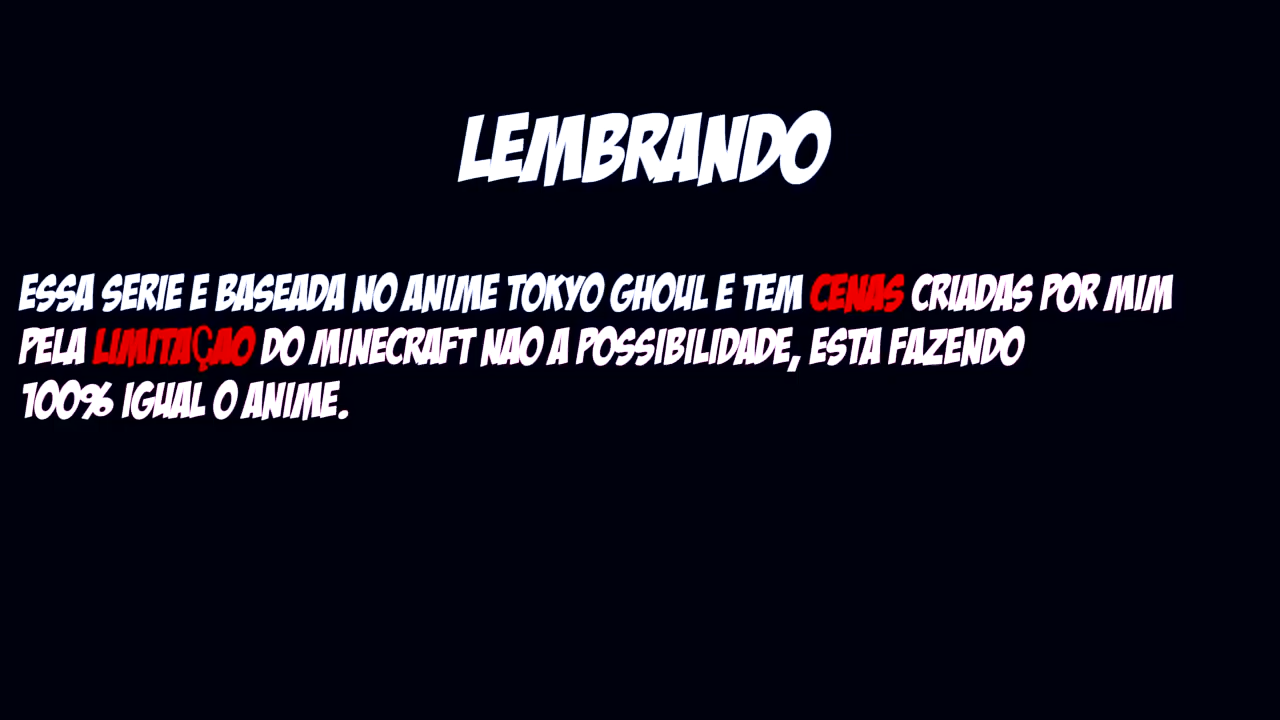 LEMBRANDO
ESSA SERIE E BASEADA NO ANIME TOKYO GHOUL E TEM CENAS CRIADAS POR MIM
PELA LIMITAÇAO DO MINECRAFT NAO A POSSIBILIDADE, ESTA FAZENDO
100% IGUAL O ANIME.